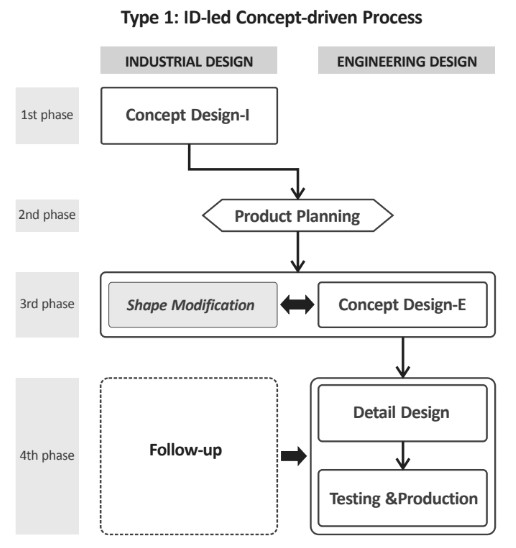 Type 1: ID-led Concept-driven Process
INDUSTRIAL DESIGN
ENGINEERING DESIGN
1st phase
Concept Design-I
2nd phase
Product Planning
3rd phase
Shape Modification
Concept Design-E
4th phase
Follow-up
Detail Design
Testing &Production